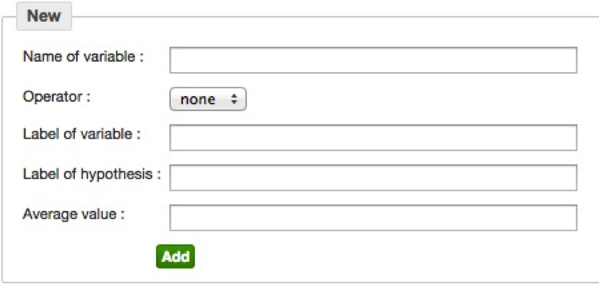 New
Name of variable :
Operator : none
Label of variable :
Label of hypothesis :
Average value :
Add